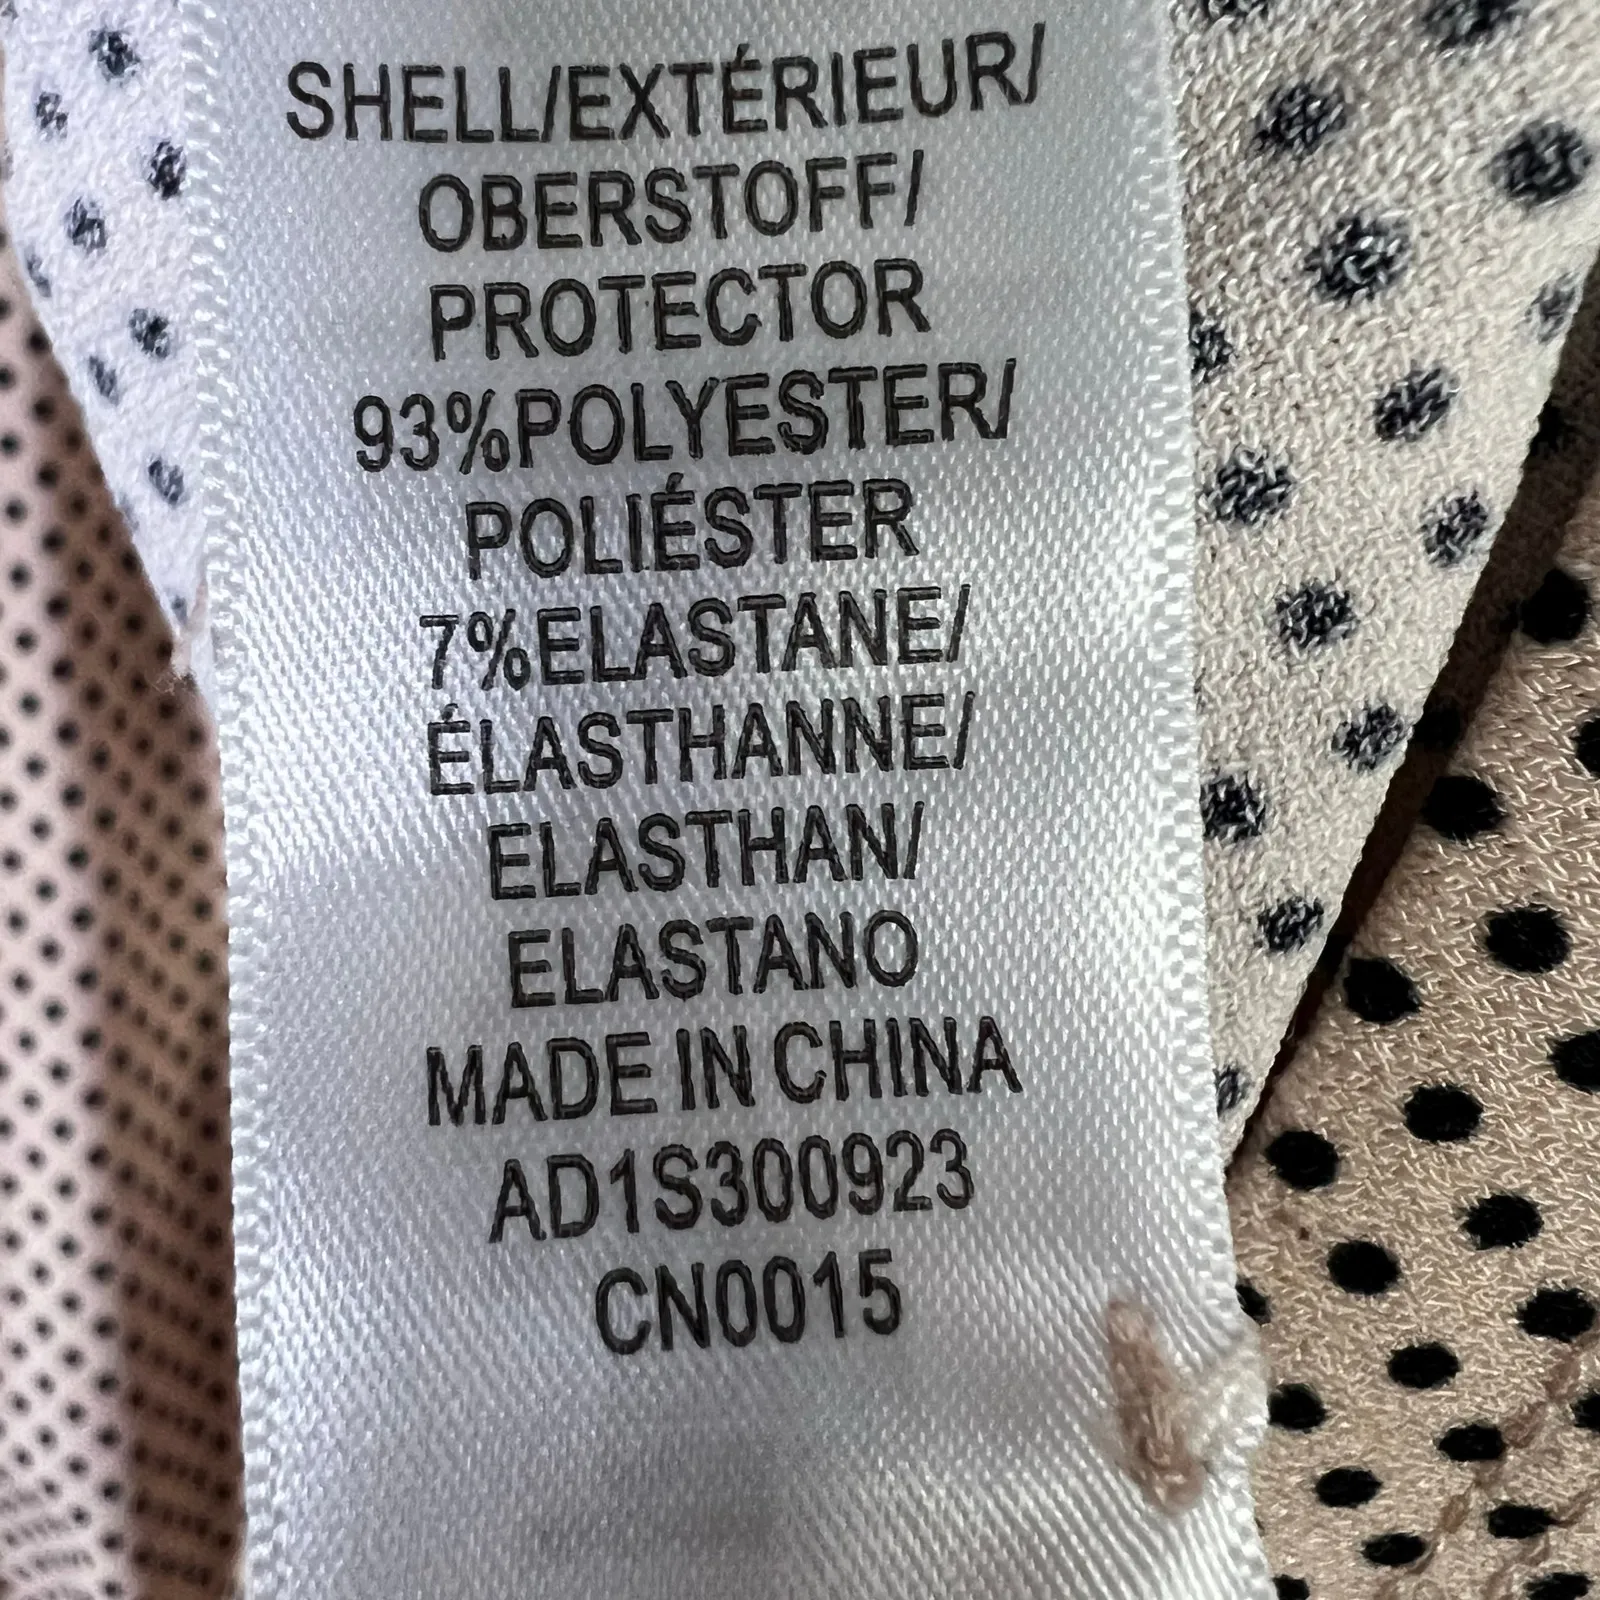 SHELL/EXTÉRIEUR/
OBERSTOFF/
PROTECTOR
93%POLYESTER/
POLIÉSTER
7%ELASTANE/
ÉLASTHANNE/
ELASTHAN/
ELASTANO
MADE IN CHINA
AD1S300923
CN0015